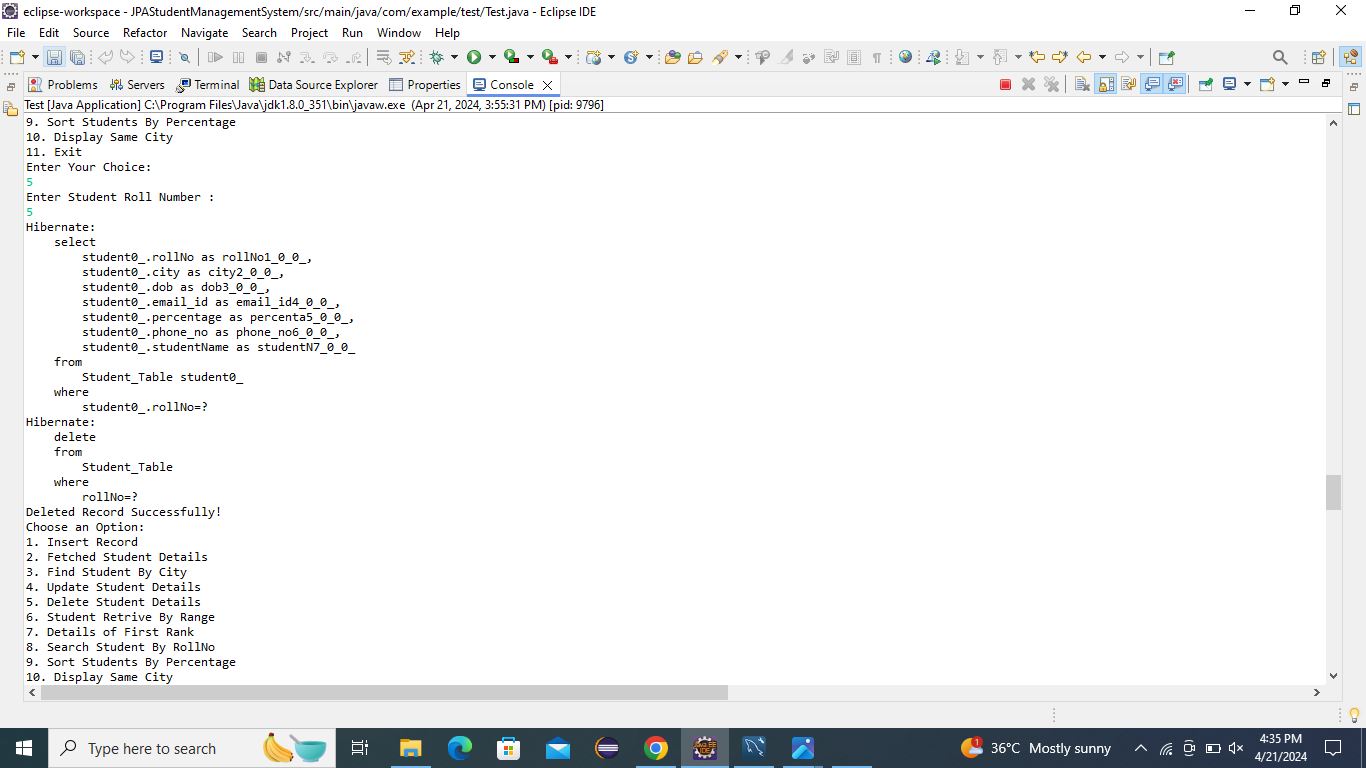 eclipse-workspace - JPAStudentManagementSystem/src/main/java/com/example/test/Test.java - Eclipse IDE
File Edit Source Refactor Navigate Search Project Run Window Help
Problems Servers Terminal Data Source Explorer Properties Console
Test [Java Application] C:\Program Files\Java\jdk1.8.0_351\bin\javaw.exe (Apr 21, 2024, 3:55:31 PM) [pid: 9796]
9. Sort Students By Percentage
10. Display Same City
11. Exit
Enter Your Choice:
5
Enter Student Roll Number :
5
Hibernate:
    select
        student0_.rollNo as rollNo1_0_0_,
        student0_.city as city2_0_0_,
        student0_.dob as dob3_0_0_,
        student0_.email_id as email_id4_0_0_,
        student0_.percentage as percenta5_0_0_,
        student0_.phone_no as phone_no6_0_0_,
        student0_.studentName as studentN7_0_0_
    from
        Student_Table student0_
    where
        student0_.rollNo=?
Hibernate:
    delete
    from
        Student_Table
    where
        rollNo=?
Deleted Record Successfully!
Choose an Option:
1. Insert Record
2. Fetched Student Details
3. Find Student By City
4. Update Student Details
5. Delete Student Details
6. Student Retrive By Range
7. Details of First Rank
8. Search Student By RollNo
9. Sort Students By Percentage
10. Display Same City
Type here to search
1
36°C Mostly sunny
4:35 PM
4/21/2024